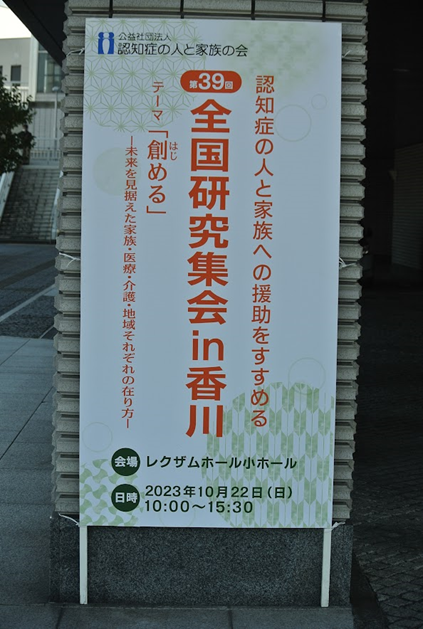 公益社団法人
認知症の人と家族の会
認知症の人と家族への援助をすすめる
第39回
全国研究集会in香川
テーマ「創める」
はじ
―未来を見据えた家族・医療・介護・地域それぞれの在り方―
会場 レクザムホール小ホール
日時 2023年10月22日(日)
10:00～15:30